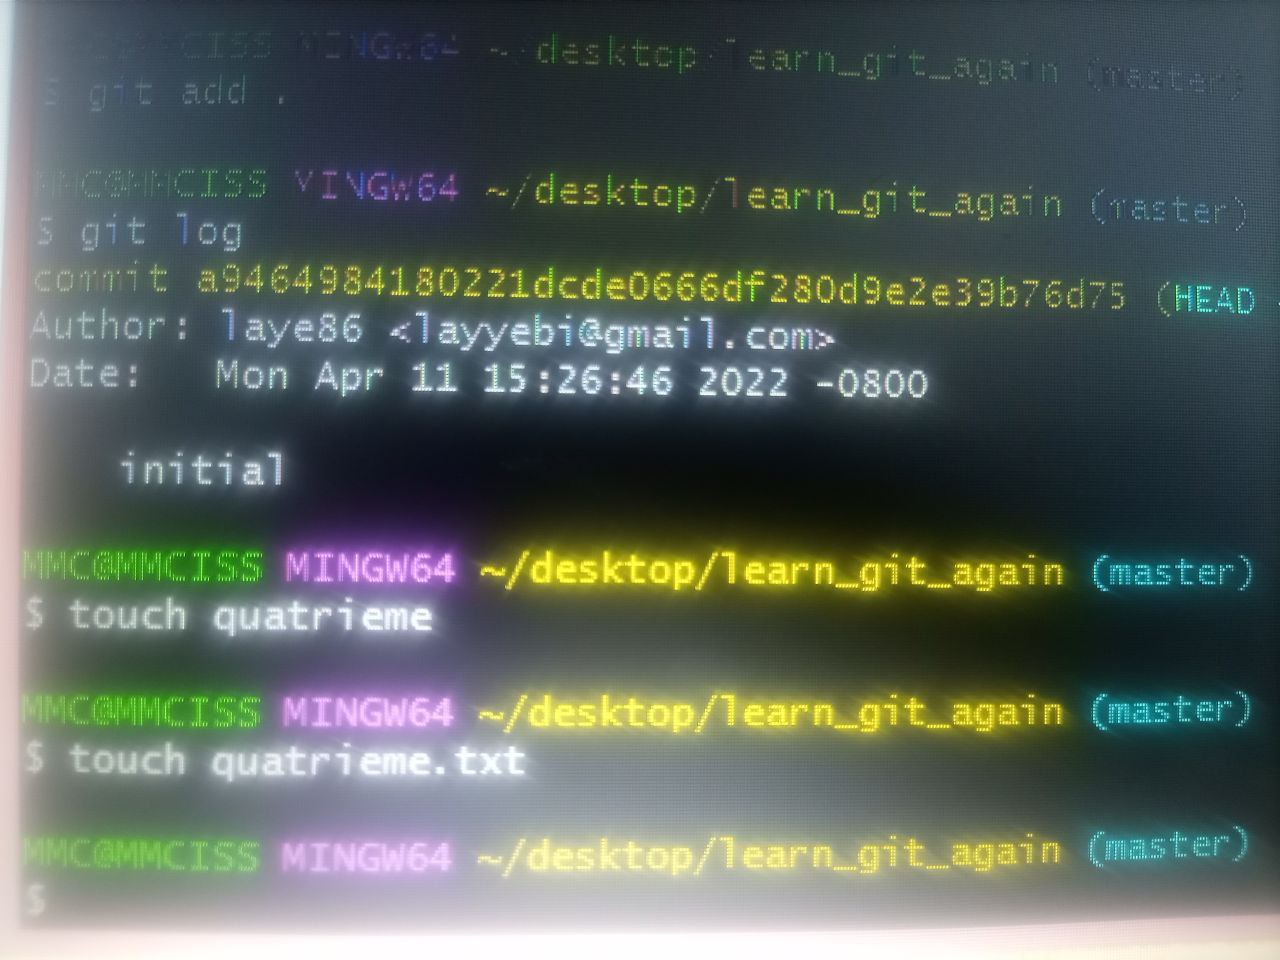 MMC@MMCISS MINGW64 ~/desktop/learn_git_again (master)
$ git add .
MMC@MMCISS MINGW64 ~/desktop/learn_git_again (master)
$ git log
commit a9464984180221dcde0666df280d9e2e39b76d75 (HEAD
Author: laye86 <layyebi@gmail.com>
Date: Mon Apr 11 15:26:46 2022 -0800
initial
MMC@MMCISS MINGW64 ~/desktop/learn_git_again (master)
$ touch quatrieme
MMC@MMCISS MINGW64 ~/desktop/learn_git_again (master)
$ touch quatrieme.txt
MMC@MMCISS MINGW64 ~/desktop/learn_git_again (master)
$